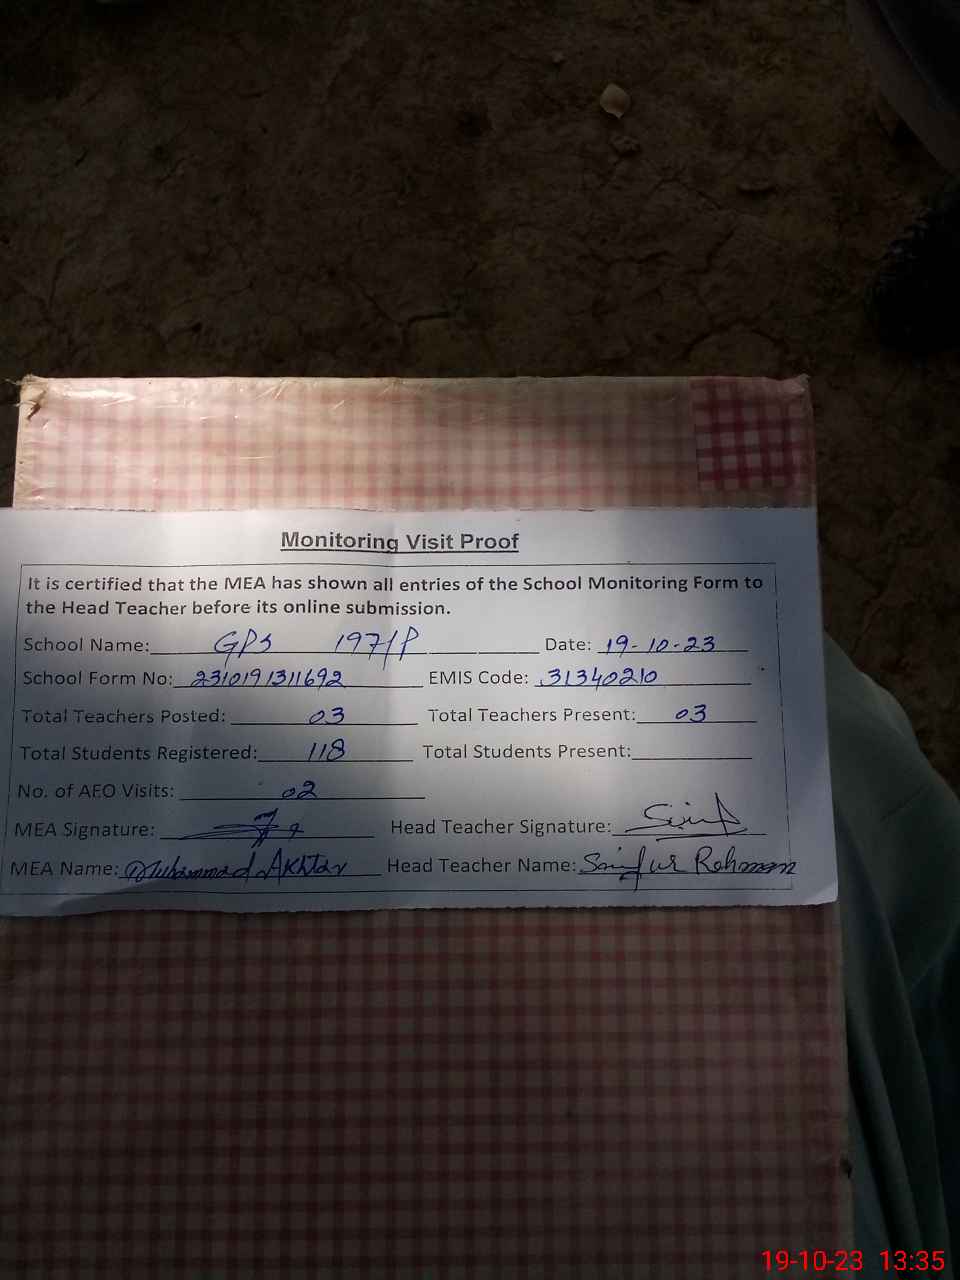 Monitoring Visit Proof
It is certified that the MEA has shown all entries of the School Monitoring Form to
the Head Teacher before its online submission.
School Name: GPS 197/P Date: 19-10-23
School Form No: 231019131692 EMIS Code: 31340210
Total Teachers Posted: 03 Total Teachers Present: 03
Total Students Registered: 118 Total Students Present:
No. of AEO Visits: 02
MEA Signature: Head Teacher Signature:
MEA Name: Muhammad Akhtar Head Teacher Name: Saif ur Rehman
19-10-23 13:35